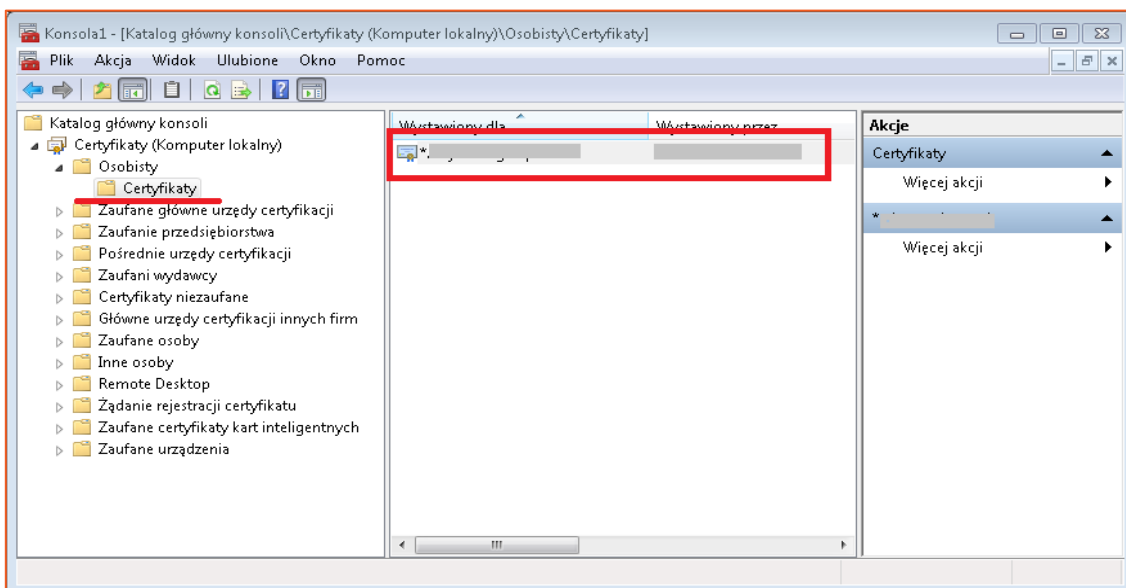 Konsola1 - [Katalog główny konsoli\Certyfikaty (Komputer lokalny)\Osobisty\Certyfikaty]
Plik Akcja Widok Ulubione Okno Pomoc
Katalog główny konsoli
Certyfikaty (Komputer lokalny)
Osobisty
Certyfikaty
Zaufane główne urzędy certyfikacji
Zaufanie przedsiębiorstwa
Pośrednie urzędy certyfikacji
Zaufani wydawcy
Certyfikaty niezaufane
Główne urzędy certyfikacji innych firm
Zaufane osoby
Inne osoby
Remote Desktop
Żądanie rejestracji certyfikatu
Zaufane certyfikaty kart inteligentnych
Zaufane urządzenia
Wystawiony dla Wystawiony przez
*.
Akcje
Certyfikaty
Więcej akcji
*
Więcej akcji